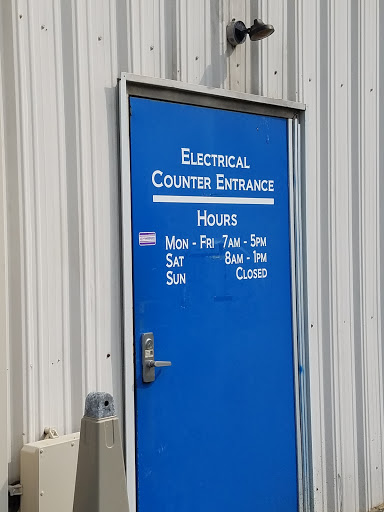 Electrical
Counter Entrance
Hours
Mon - Fri 7am - 5pm
Sat 8am - 1pm
Sun Closed